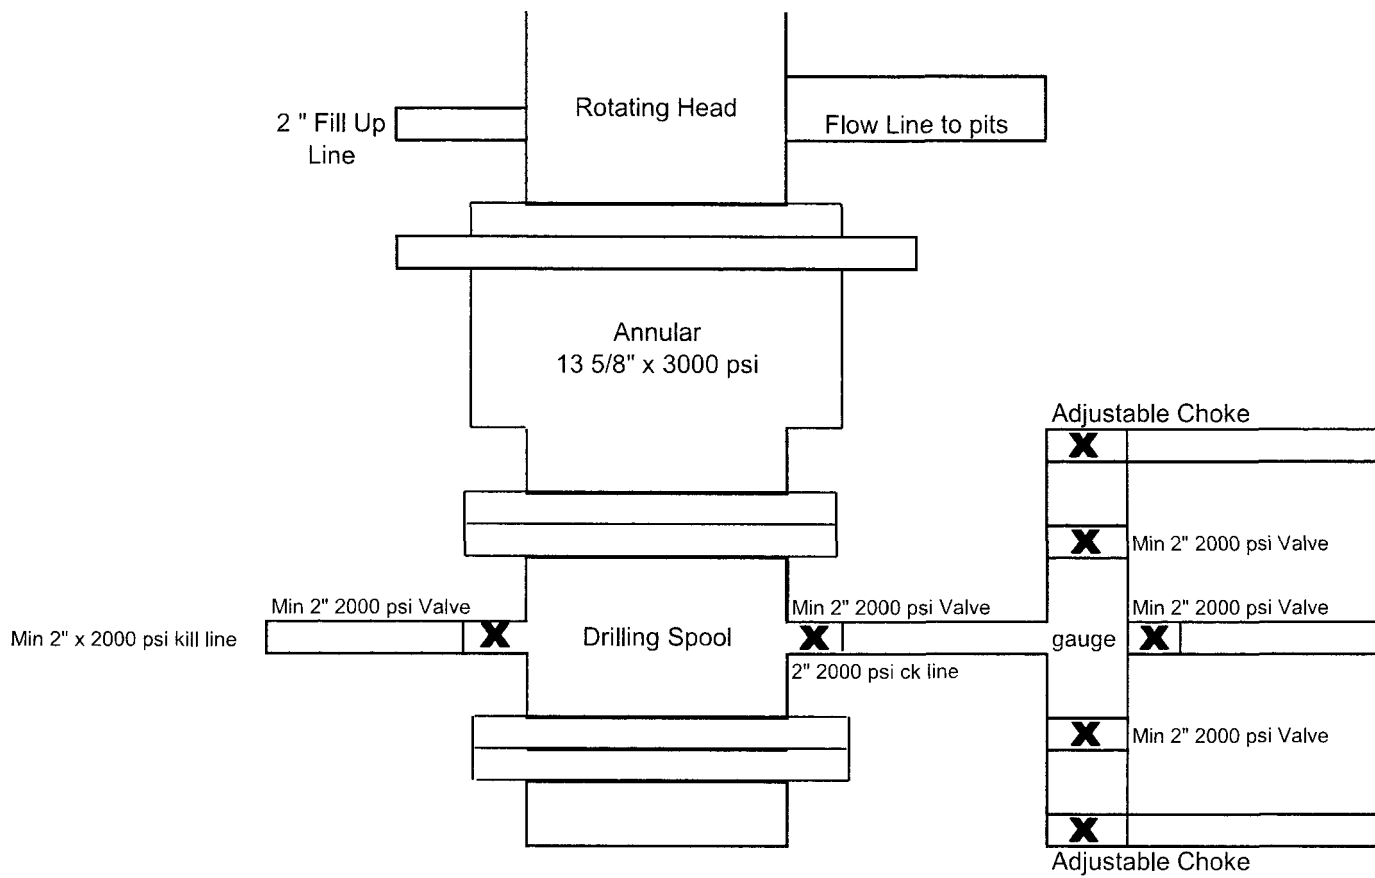 Rotating Head
2 " Fill Up
Line
Flow Line to pits
Annular
13 5/8" x 3000 psi
Adjustable Choke
X
X Min 2" 2000 psi Valve
Min 2" 2000 psi Valve
Min 2" 2000 psi Valve
Min 2" 2000 psi Valve
Min 2" x 2000 psi kill line
X
Drilling Spool
X
gauge
X
2" 2000 psi ck line
X Min 2" 2000 psi Valve
X
Adjustable Choke